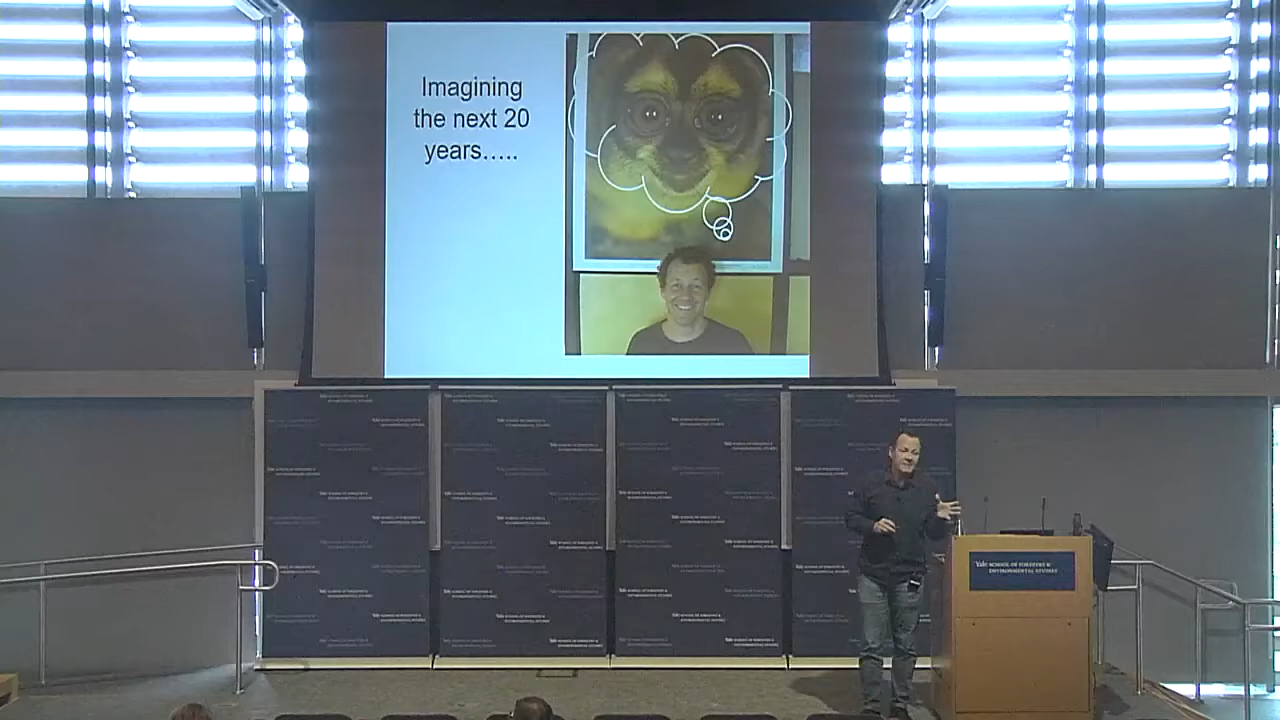 Imagining
the next 20
years.....
Yale SCHOOL OF FORESTRY &
ENVIRONMENTAL STUDIES